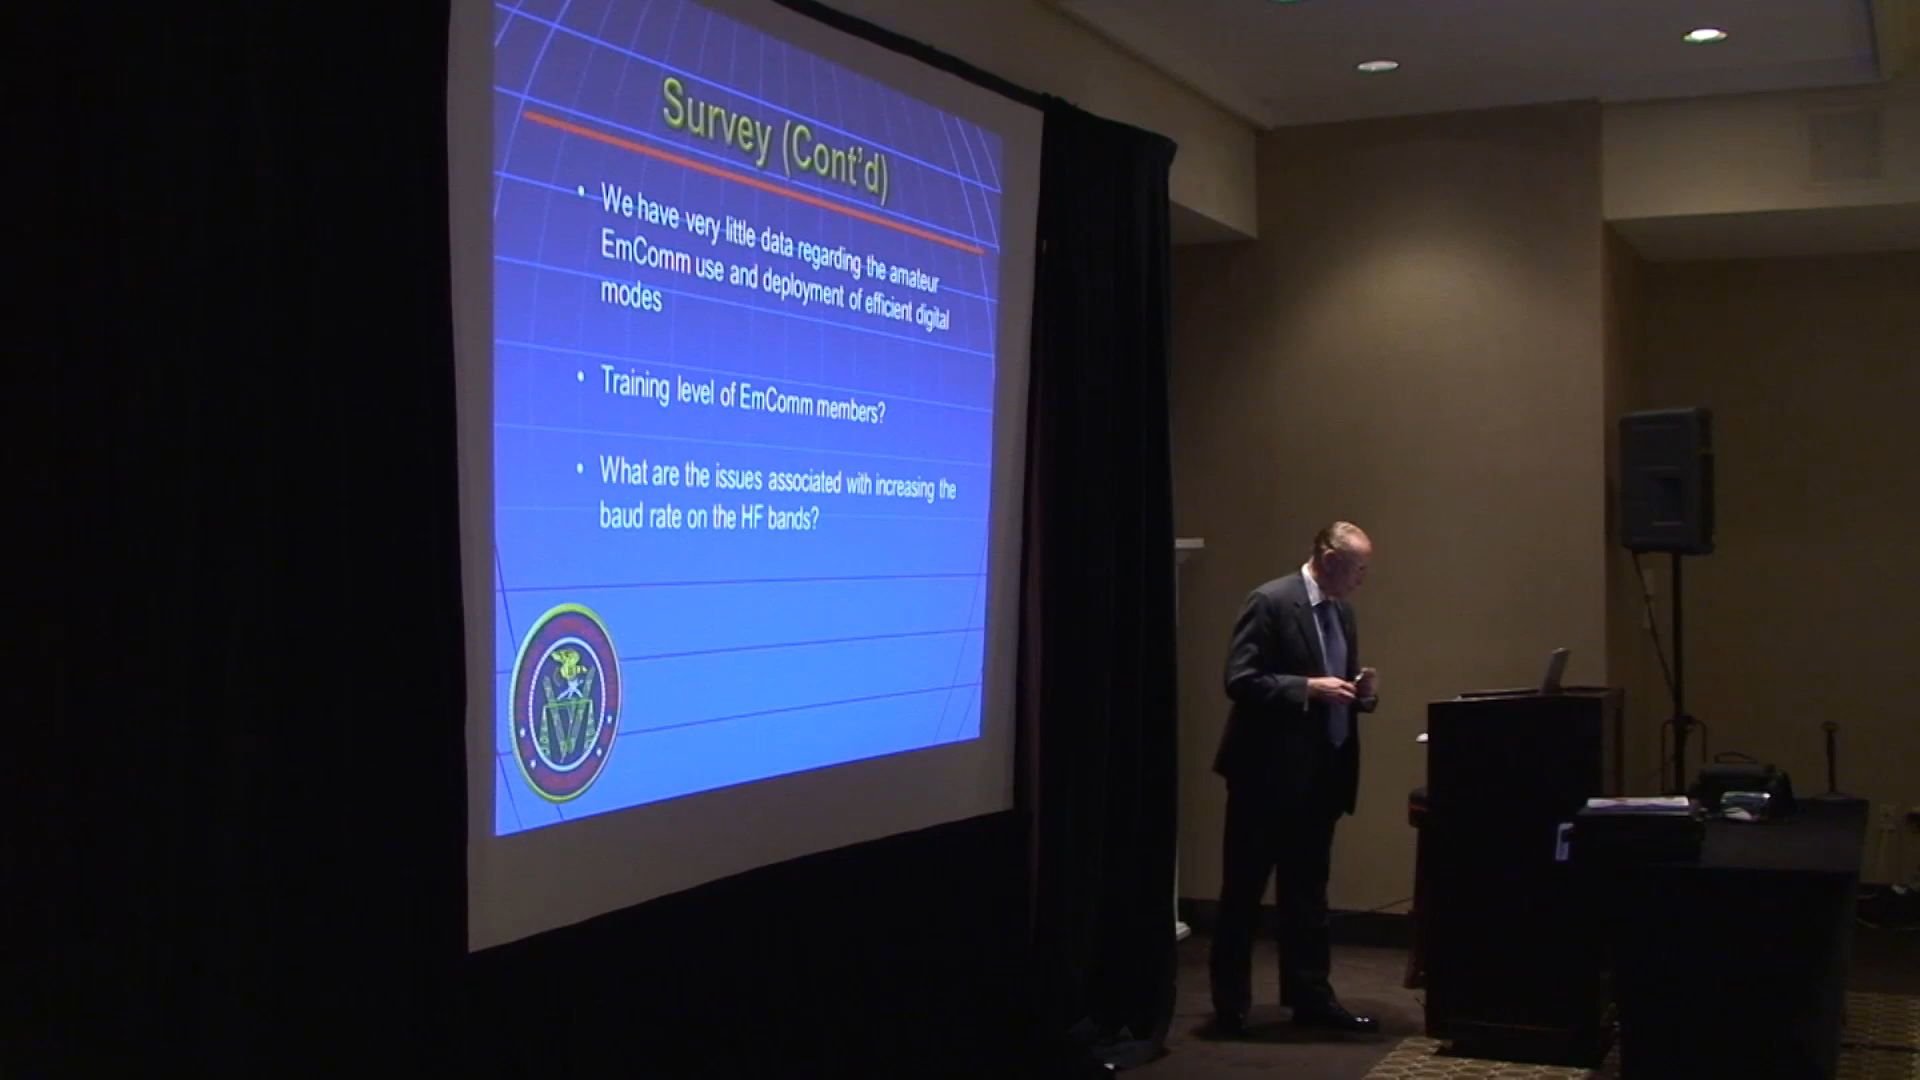 Survey (Cont'd)
• We have very little data regarding the amateur
EmComm use and deployment of efficient digital
modes
• Training level of EmComm members?
• What are the issues associated with increasing the
baud rate on the HF bands?